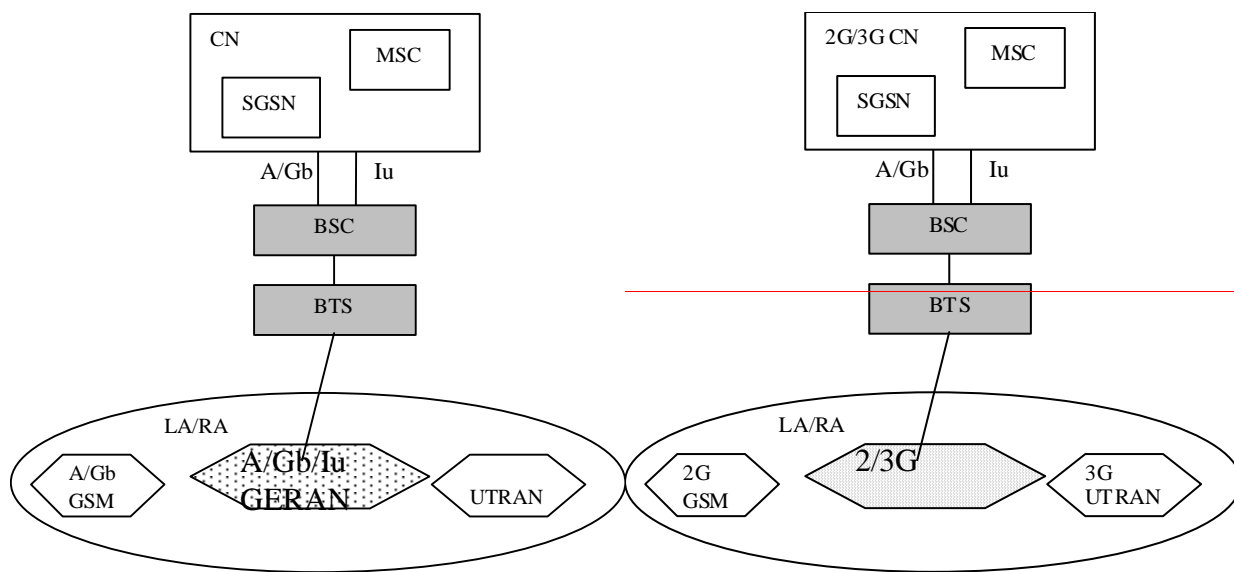 CN
MSC
SGSN
A/Gb
Iu
BSC
BTS
LA/RA
A/Gb
GSM
A/Gb/Iu
GERAN
UTRAN
2G/3G CN
MSC
SGSN
A/Gb
Iu
BSC
BTS
LA/RA
2G
GSM
2/3G
3G
UTRAN